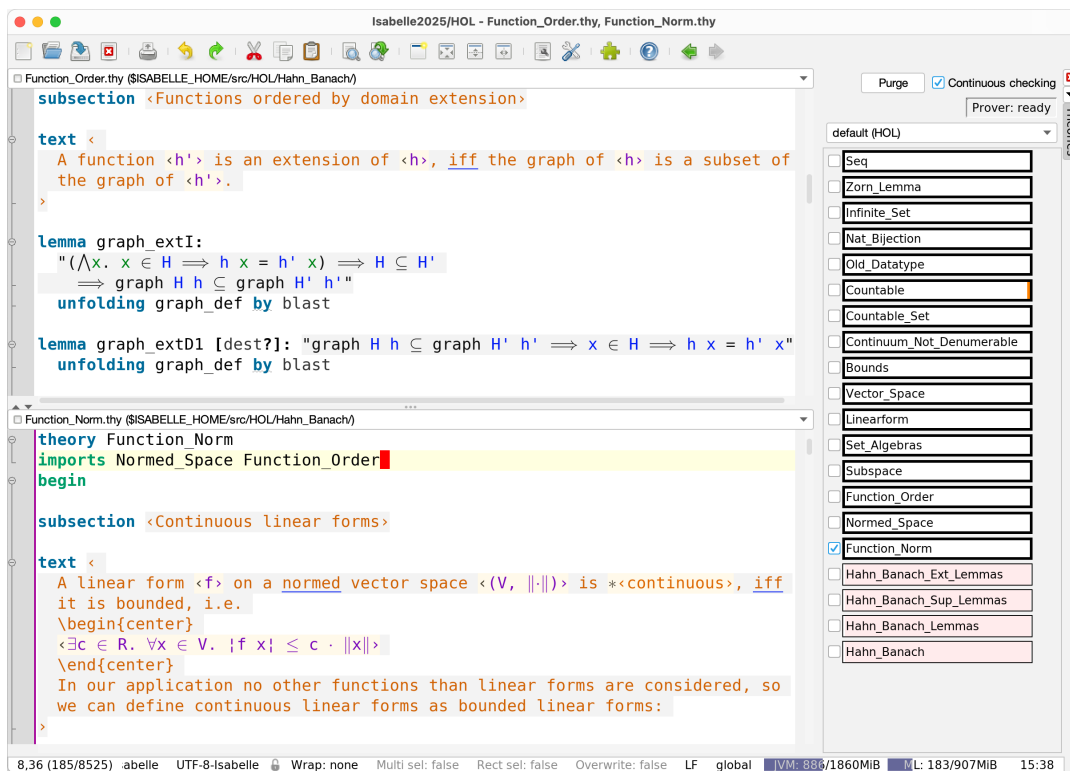 Isabelle2025/HOL - Function_Order.thy, Function_Norm.thy
Function_Order.thy ($ISABELLE_HOME/src/HOL/Hahn_Banach/)
subsection ‹Functions ordered by domain extension›
text ‹
A function ‹h'› is an extension of ‹h›, iff the graph of ‹h› is a subset of
the graph of ‹h'›.
›
lemma graph_extI:
"(⋀x. x ∈ H ⟹ h x = h' x) ⟹ H ⊆ H'
⟹ graph H h ⊆ graph H' h'"
unfolding graph_def by blast
lemma graph_extD1 [dest?]: "graph H h ⊆ graph H' h' ⟹ x ∈ H ⟹ h x = h' x"
unfolding graph_def by blast
Function_Norm.thy ($ISABELLE_HOME/src/HOL/Hahn_Banach/)
theory Function_Norm
imports Normed_Space Function_Order
begin
subsection ‹Continuous linear forms›
text ‹
A linear form ‹f› on a normed vector space ‹(V, ∥·∥)› is *‹continuous›, iff
it is bounded, i.e.
\begin{center}
‹∃c ∈ R. ∀x ∈ V. ¦f x¦ ≤ c · ∥x∥›
\end{center}
In our application no other functions than linear forms are considered, so
we can define continuous linear forms as bounded linear forms:
›
Purge
Continuous checking
Prover: ready
default (HOL)
Seq
Zorn_Lemma
Infinite_Set
Nat_Bijection
Old_Datatype
Countable
Countable_Set
Continuum_Not_Denumerable
Bounds
Vector_Space
Linearform
Set_Algebras
Subspace
Function_Order
Normed_Space
Function_Norm
Hahn_Banach_Ext_Lemmas
Hahn_Banach_Sup_Lemmas
Hahn_Banach_Lemmas
Hahn_Banach
8,36 (185/8525) abelle UTF-8-Isabelle Wrap: none Multi sel: false Rect sel: false Overwrite: false LF global JVM: 886/1860MiB ML: 183/907MiB 15:38